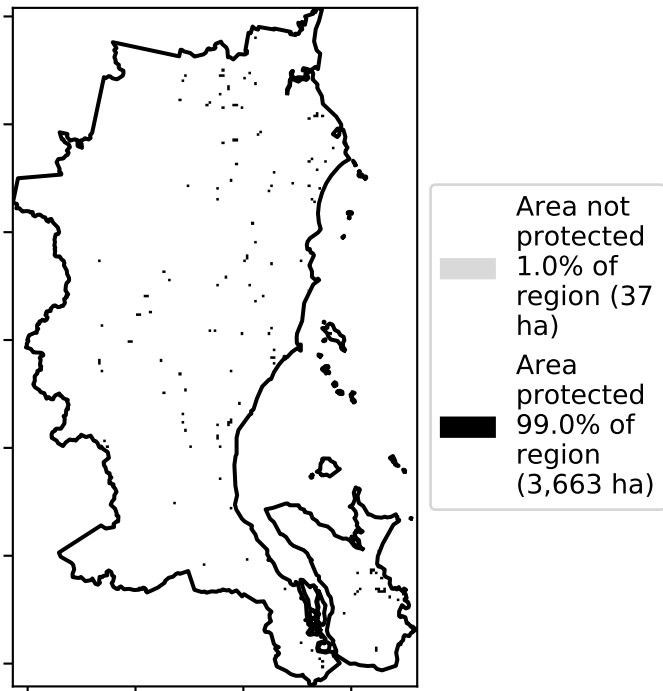 Area not
protected
1.0% of
region (37
ha)
Area
protected
99.0% of
region
(3,663 ha)